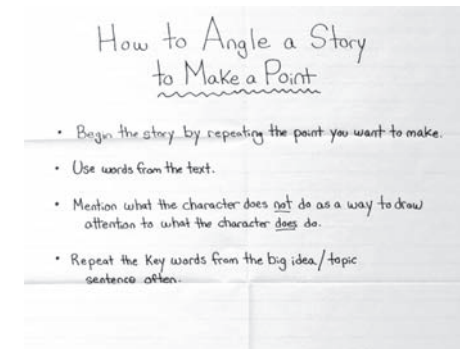 How to Angle a Story
to Make a Point
• Begin the story by repeating the point you want to make.
• Use words from the text.
• Mention what the character does not do as a way to draw
attention to what the character does do.
• Repeat the Key words from the big idea/topic
sentence often.